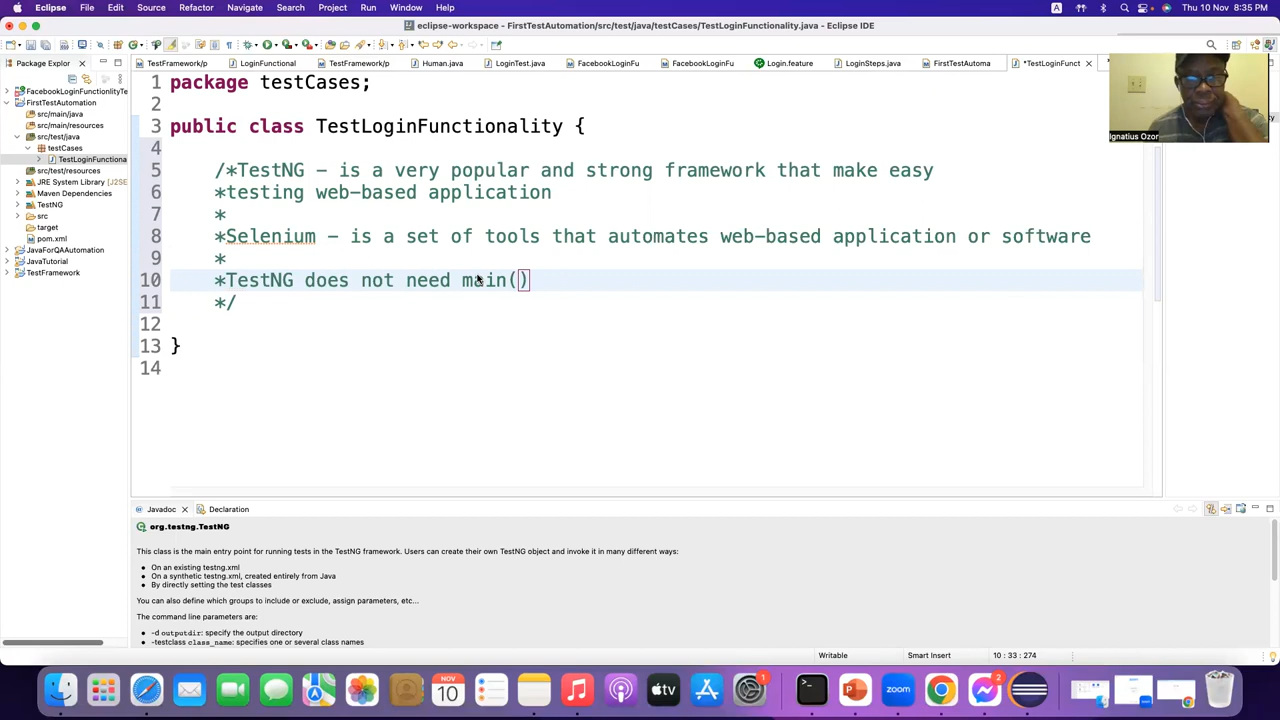 Eclipse File Edit Source Refactor Navigate Search Project Run Window Help
Thu 10 Nov 8:35 PM
eclipse-workspace - FirstTestAutomation/src/test/java/testCases/TestLoginFunctionality.java - Eclipse IDE
Package Explor
TestFramework/p LoginFunctional TestFramework/p Human.java LoginTest.java FacebookLoginFu FacebookLoginFu Login.feature LoginSteps.java FirstTestAutoma *TestLoginFunct
FacebookLoginFunctionlityTe
FirstTestAutomation
src/main/java
src/main/resources
src/test/java
testCases
TestLoginFunctiona
src/test/resources
JRE System Library [J2SE
Maven Dependencies
TestNG
src
target
pom.xml
JavaForQAAutomation
JavaTutorial
TestFramework
1 package testCases;
2
3 public class TestLoginFunctionality {
4
5 /*TestNG - is a very popular and strong framework that make easy
6 *testing web-based application
7 *
8 *Selenium - is a set of tools that automates web-based application or software
9 *
10 *TestNG does not need main()
11 */
12
13 }
14
Ignatius Ozor
Javadoc Declaration
org.testng.TestNG
This class is the main entry point for running tests in the TestNG framework. Users can create their own TestNG object and invoke it in many different ways:
• On an existing testng.xml
• On a synthetic testng.xml, created entirely from Java
• By directly setting the test classes
You can also define which groups to include or exclude, assign parameters, etc...
The command line parameters are:
• -d outputdir: specify the output directory
• -testclass class_name: specifies one or several class names
Writable Smart Insert 10 : 33 : 274
NOV
10
tv
1
zoom
2